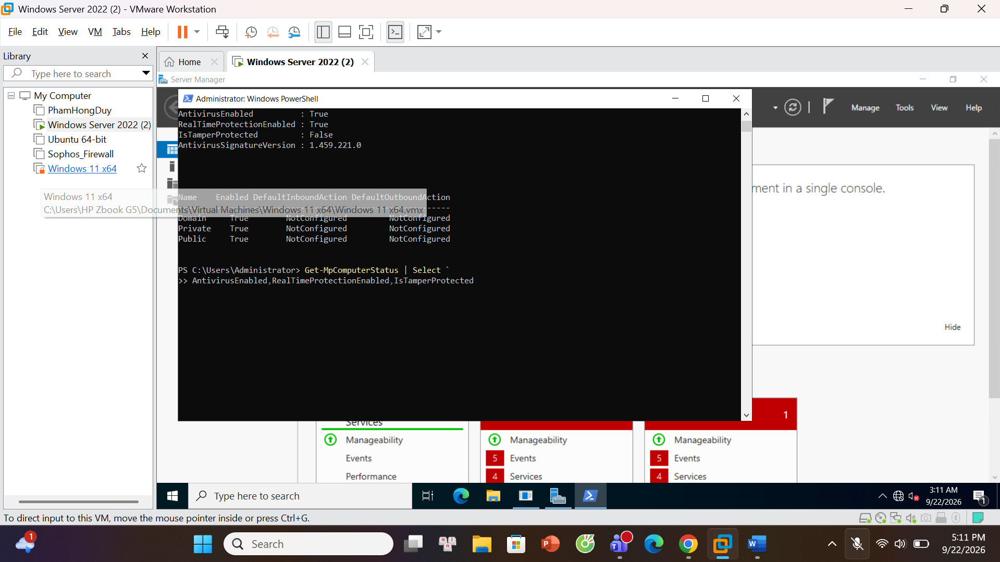 Windows Server 2022 (2) - VMware Workstation
File Edit View VM Tabs Help
Library
Type here to search
My Computer
PhamHongDuy
Windows Server 2022 (2)
Ubuntu 64-bit
Sophos_Firewall
Windows 11 x64
Windows 11 x64
C:\Users\HP Zbook G5\Documents\Virtual Machines\Windows 11 x64\Windows 11 x64.vmx
Home
Windows Server 2022 (2)
Server Manager
Manage Tools View Help
Administrator: Windows PowerShell
AntivirusEnabled : True
RealTimeProtectionEnabled : True
IsTamperProtected : False
AntivirusSignatureVersion : 1.459.221.0
Name Enabled DefaultInboundAction DefaultOutboundAction
Domain True NotConfigured NotConfigured
Private True NotConfigured NotConfigured
Public True NotConfigured NotConfigured
PS C:\Users\Administrator> Get-MpComputerStatus | Select `
>> AntivirusEnabled,RealTimeProtectionEnabled,IsTamperProtected
ment in a single console.
Hide
1
Services
Manageability
Events
Performance
Manageability
5 Events
4 Services
Manageability
5 Events
4 Services
Type here to search
3:11 AM
9/22/2026
1
To direct input to this VM, move the mouse pointer inside or press Ctrl+G.
1
Search
5:11 PM
9/22/2026